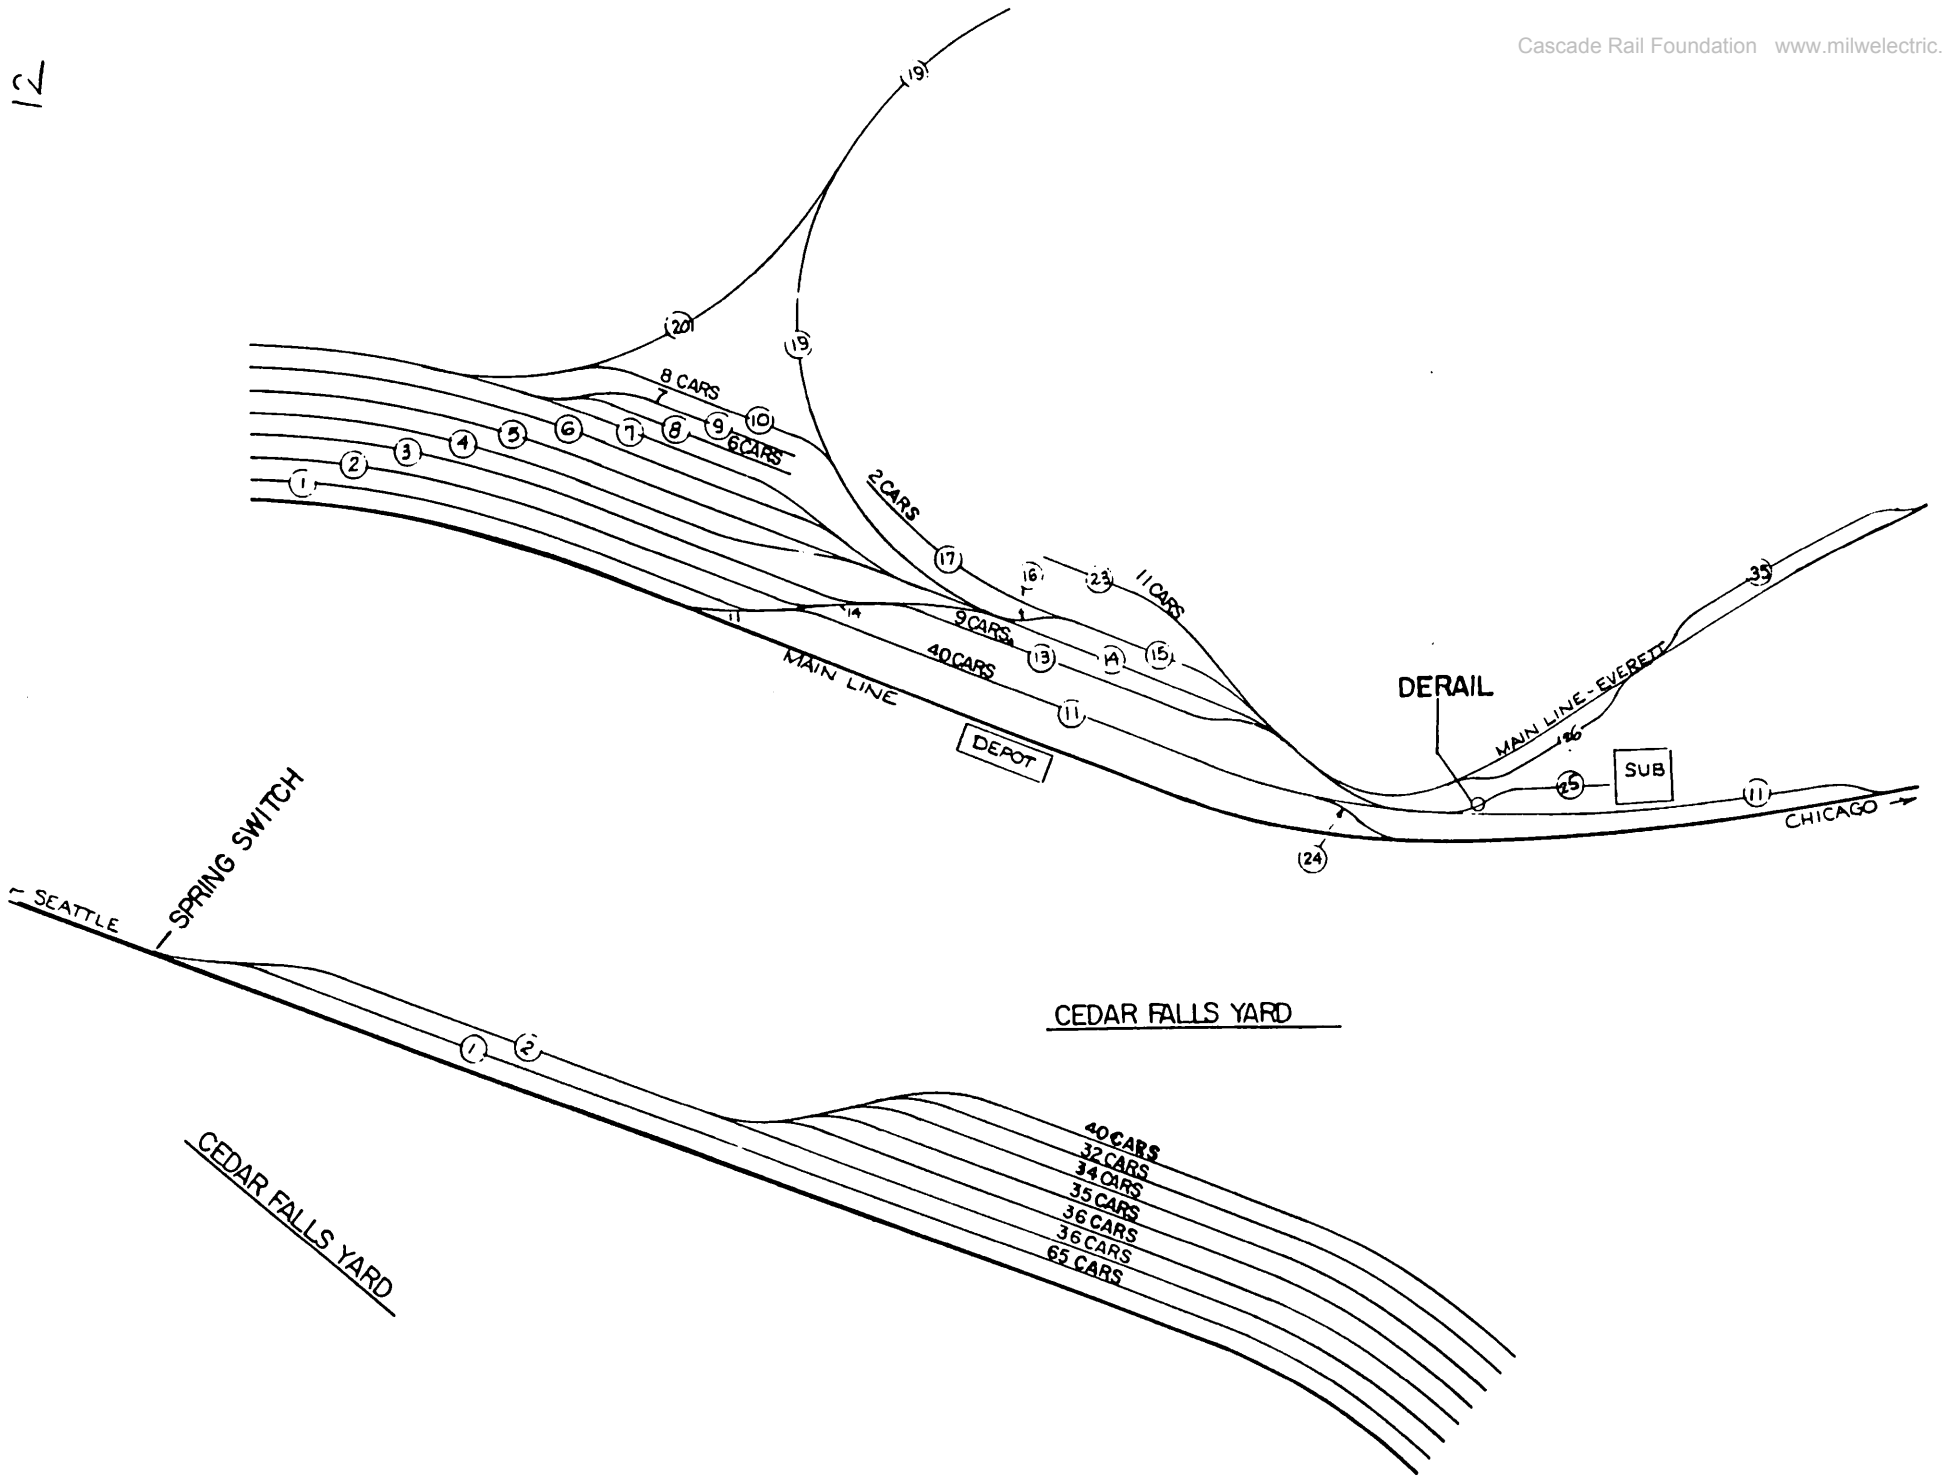 Cascade Rail Foundation www.milwelectric.
12
19
20
19
8 CARS
7
10
9
8
7
6
5
4
3
2
1
6 CARS
2 CARS
17
16
23
11 CARS
11
14
9 CARS
13
14
15
40 CARS
11
MAIN LINE
DEPOT
35
MAIN LINE - EVERETT
DERAIL
26
25
SUB
11
CHICAGO
24
SPRING SWITCH
SEATTLE
CEDAR FALLS YARD
1
2
40 CARS
32 CARS
34 CARS
35 CARS
36 CARS
36 CARS
65 CARS
CEDAR FALLS YARD